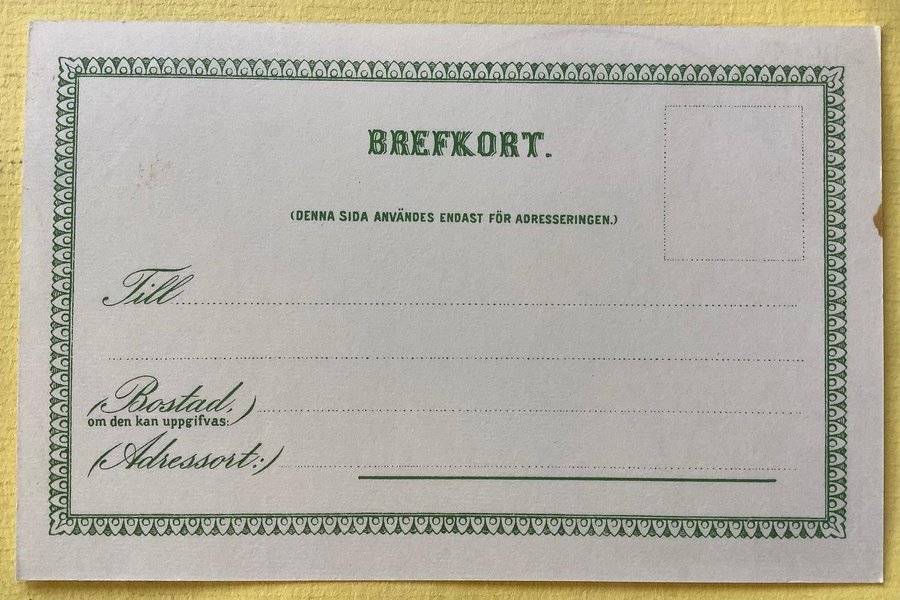 BREFKORT.
(DENNA SIDA ANVÄNDES ENDAST FÖR ADRESSERINGEN.)
Till
(Bostad,)
om den kan uppgifvas:
(Adressort:)